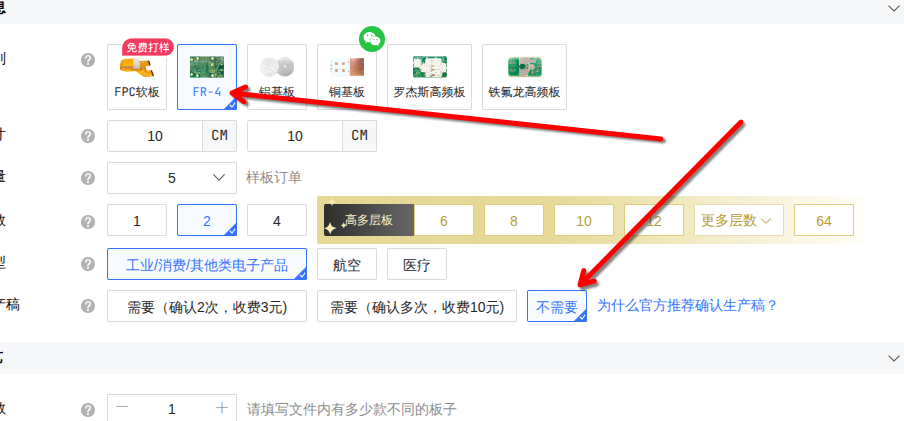 息
免费打样
别
FPC软板
FR-4
铝基板
铜基板
罗杰斯高频板
铁氟龙高频板
寸
10 CM 10 CM
量
5 样板订单
数
1 2 4 高多层板 6 8 10 12 更多层数 64
型
工业/消费/其他类电子产品 航空 医疗
产稿
需要（确认2次，收费3元) 需要（确认多次，收费10元) 不需要 为什么官方推荐确认生产稿？
数
1 请填写文件内有多少款不同的板子